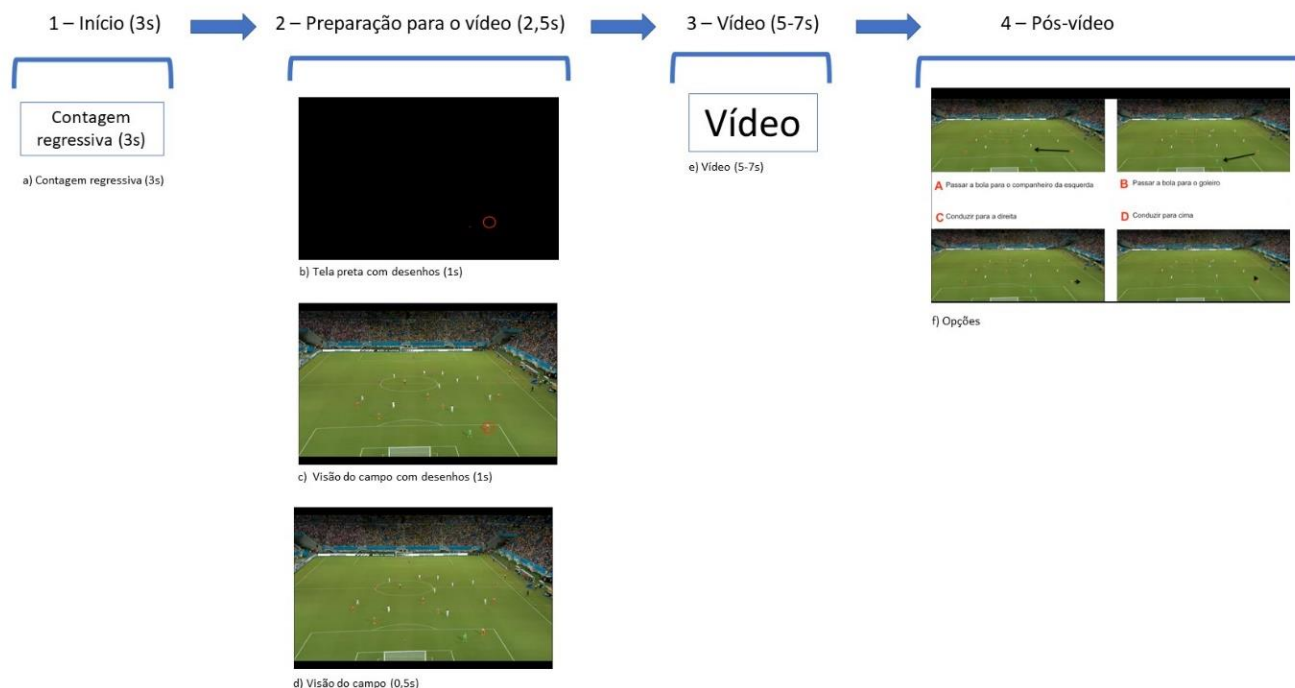 1 – Início (3s)
2 – Preparação para o vídeo (2,5s)
3 – Vídeo (5-7s)
4 – Pós-vídeo
Contagem
regressiva (3s)
a) Contagem regressiva (3s)
b) Tela preta com desenhos (1s)
c) Visão do campo com desenhos (1s)
d) Visão do campo (0,5s)
Vídeo
e) Vídeo (5-7s)
A Passar a bola para o companheiro da esquerda
B Passar a bola para o goleiro
C Conduzir para a direita
D Conduzir para cima
f) Opções